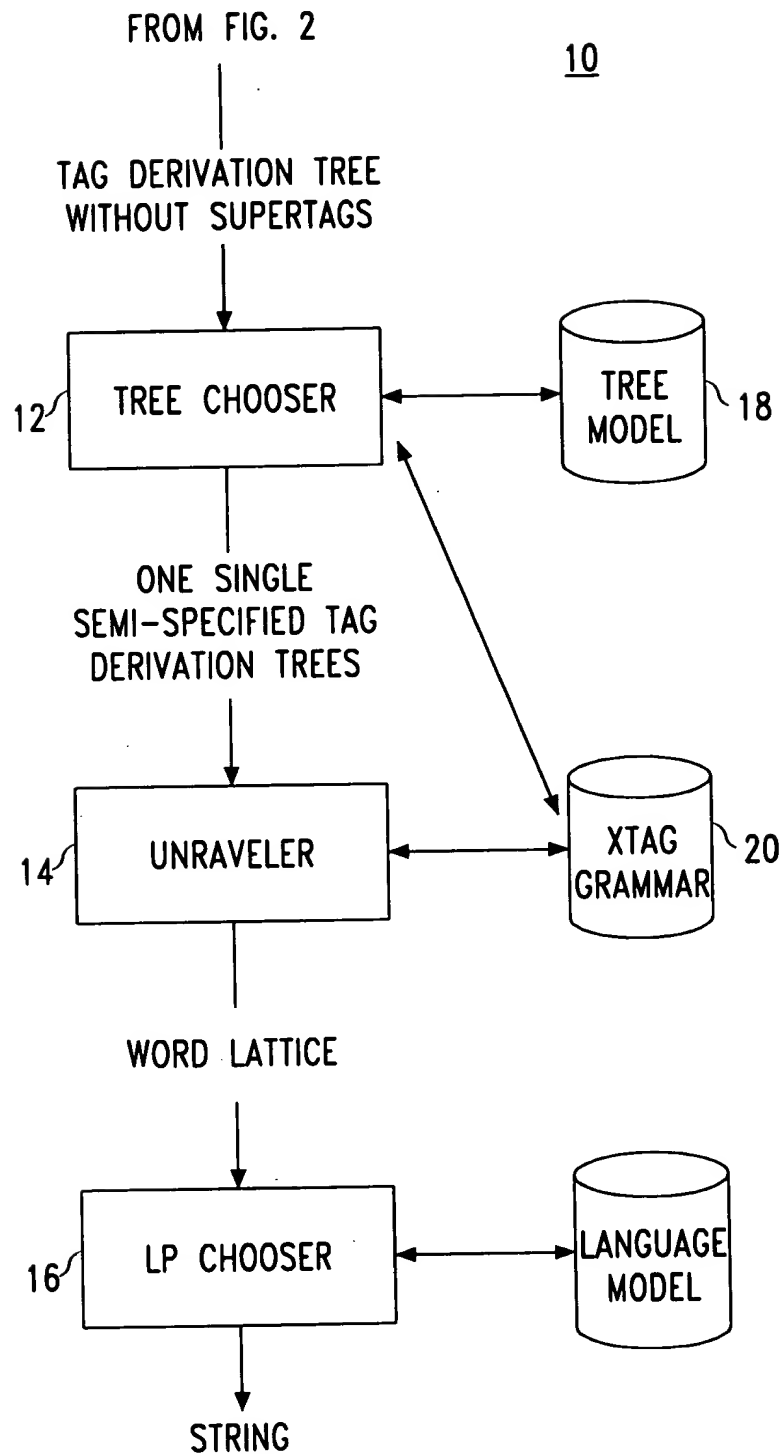 FROM FIG. 2
10
TAG DERIVATION TREE
WITHOUT SUPERTAGS
12
TREE CHOOSER
TREE
MODEL
18
ONE SINGLE
SEMI-SPECIFIED TAG
DERIVATION TREES
14
UNRAVELER
XTAG
GRAMMAR
20
WORD LATTICE
16
LP CHOOSER
LANGUAGE
MODEL
STRING